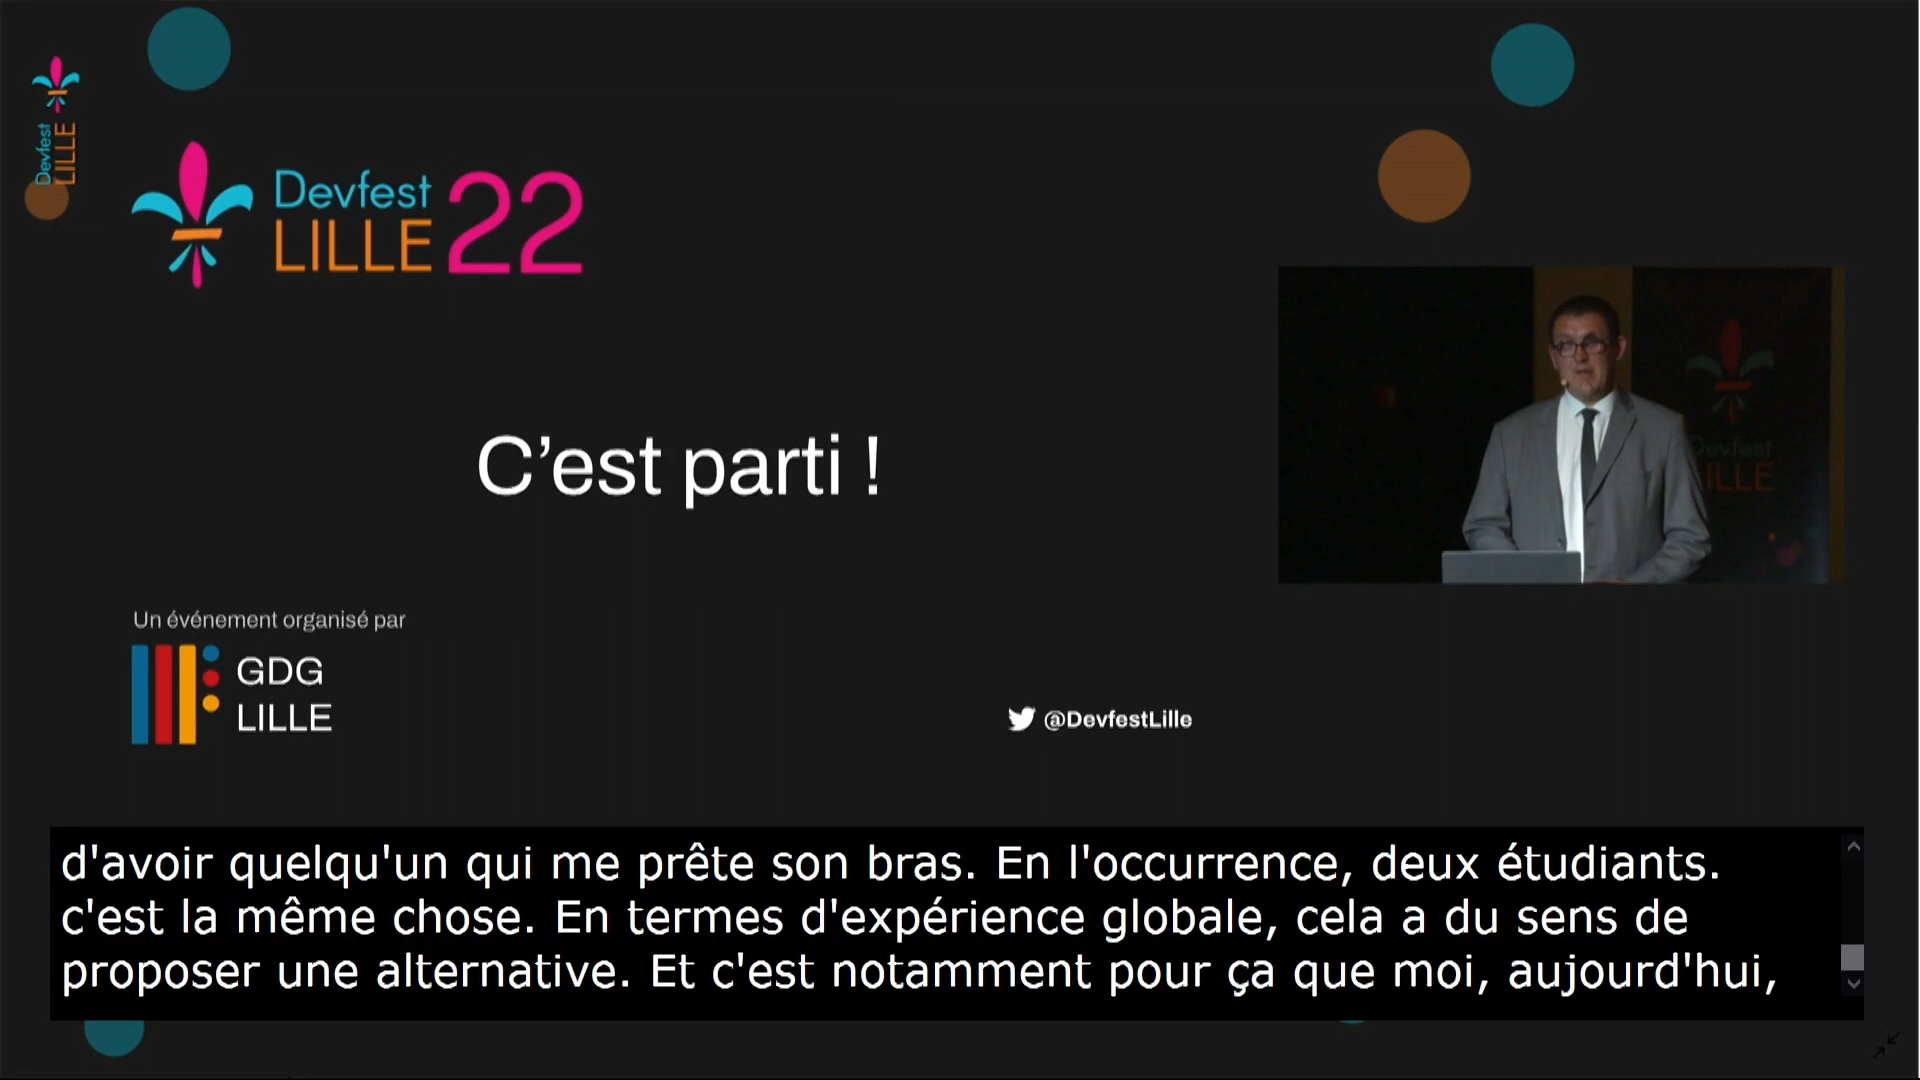 Devfest
LILLE
Devfest
LILLE
22
C'est parti !
Devfest
LILLE
Un événement organisé par
GDG
LILLE
@DevfestLille
d'avoir quelqu'un qui me prête son bras. En l'occurrence, deux étudiants.
c'est la même chose. En termes d'expérience globale, cela a du sens de
proposer une alternative. Et c'est notamment pour ça que moi, aujourd'hui,